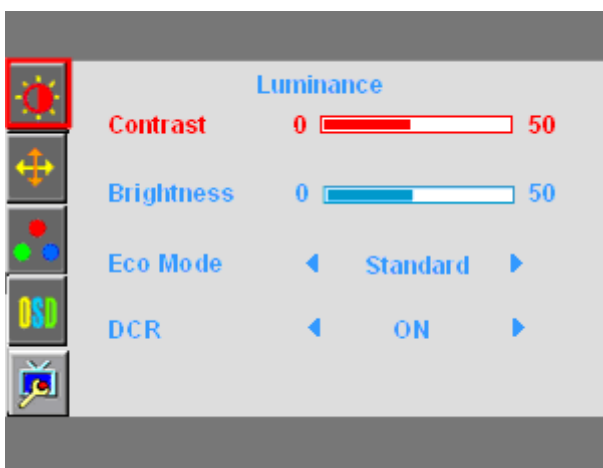 Luminance
Contrast 0 50
Brightness 0 50
Eco Mode Standard
DCR ON
OSD